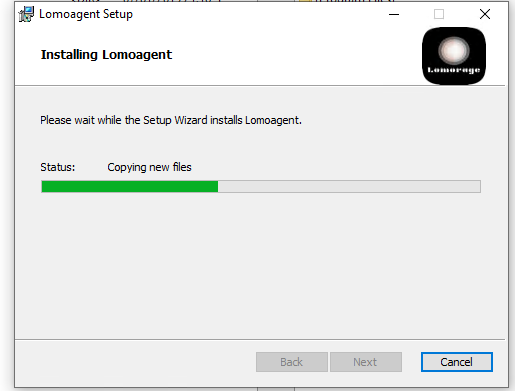 Lomoagent Setup
Installing Lomoagent
Lomorage
Please wait while the Setup Wizard installs Lomoagent.
Status: Copying new files
Back Next Cancel